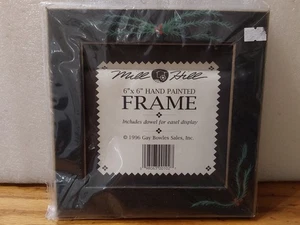 Mill Hill
6"x 6" HAND PAINTED
FRAME
Includes dowel for easel display
© 1996 Gay Bowles Sales, Inc.